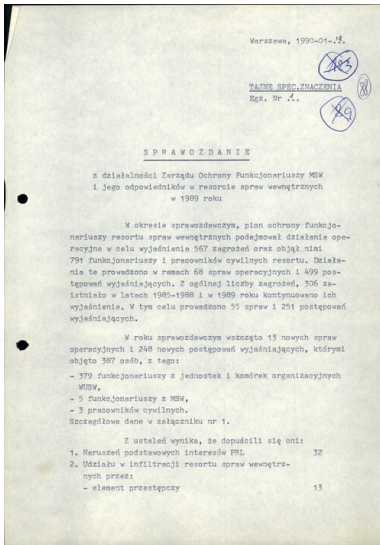 Warszawa, 1990-01-18.
123
TAJNE SPEC.ZNACZENIA
Egz. Nr 1.
89
S P R A W O Z D A N I E
z działalności Zarządu Ochrony Funkcjonariuszy MSW
i jego odpowiedników w resorcie spraw wewnętrznych
w 1989 roku
W okresie sprawozdawczym, pion ochrony funkcjo-
nariuszy resortu spraw wewnętrznych podejmował działania ope-
racyjne w celu wyjaśnienia 567 zagrożeń oraz objął nimi
791 funkcjonariuszy i pracowników cywilnych resortu. Działa-
nia te prowadzono w ramach 68 spraw operacyjnych i 499 pos-
tępowań wyjaśniających. Z ogólnej liczby zagrożeń, 306 za-
istniało w latach 1985-1988 i w 1989 roku kontynuowano ich
wyjaśnienie. W tym celu prowadzono 55 spraw i 251 postępowań
wyjaśniających.
W roku sprawozdawczym wszczęto 13 nowych spraw
operacyjnych i 248 nowych postępowań wyjaśniających, którymi
objęto 387 osób, z tego:
- 379 funkcjonariuszy z jednostek i komórek organizacyjnych
WUSW,
- 5 funkcjonariuszy z MSW,
- 3 pracowników cywilnych.
Szczegółowe dane w załączniku nr 1.
Z ustaleń wynika, że dopuścili się oni:
1. Naruszeń podstawowych interesów PRL 32
2. Udziału w infiltracji resortu spraw wewnętrz-
nych przez:
- element przestępczy 13